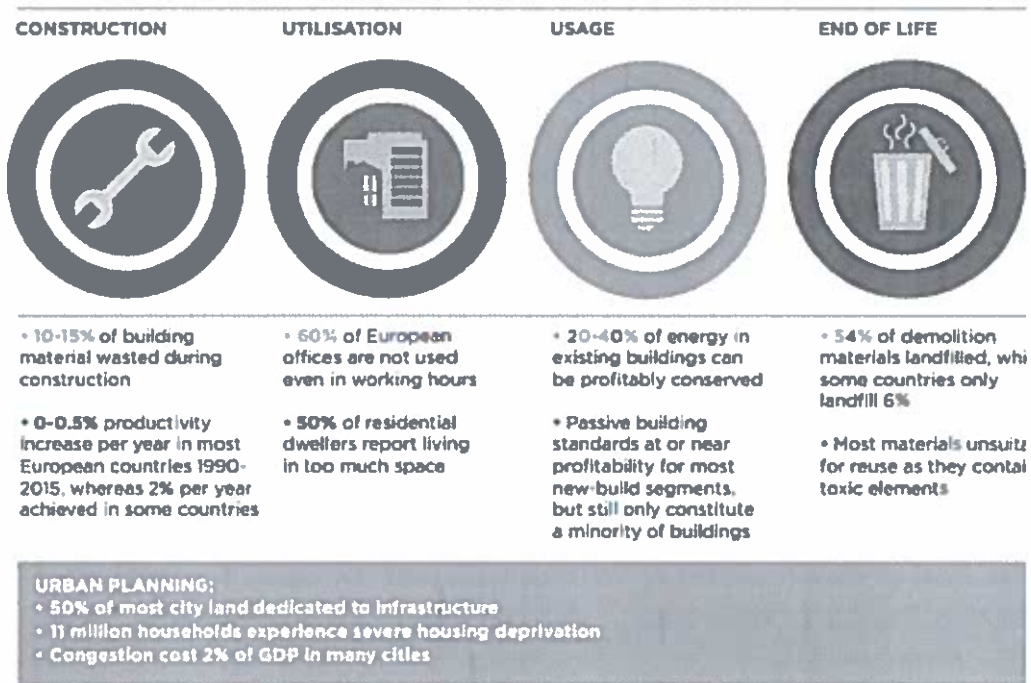 CONSTRUCTION
UTILISATION
USAGE
END OF LIFE
• 10-15% of building
material wasted during
construction
• 0-0.5% productivity
increase per year in most
European countries 1990-
2015, whereas 2% per year
achieved in some countries
• 60% of European
offices are not used
even in working hours
• 50% of residential
dwellers report living
in too much space
• 20-40% of energy in
existing buildings can
be profitably conserved
• Passive building
standards at or near
profitability for most
new-build segments,
but still only constitute
a minority of buildings
• 54% of demolition
materials landfilled, whi
some countries only
landfill 6%
• Most materials unsuita
for reuse as they contai
toxic elements
URBAN PLANNING:
• 50% of most city land dedicated to infrastructure
• 11 million households experience severe housing deprivation
• Congestion cost 2% of GDP in many cities